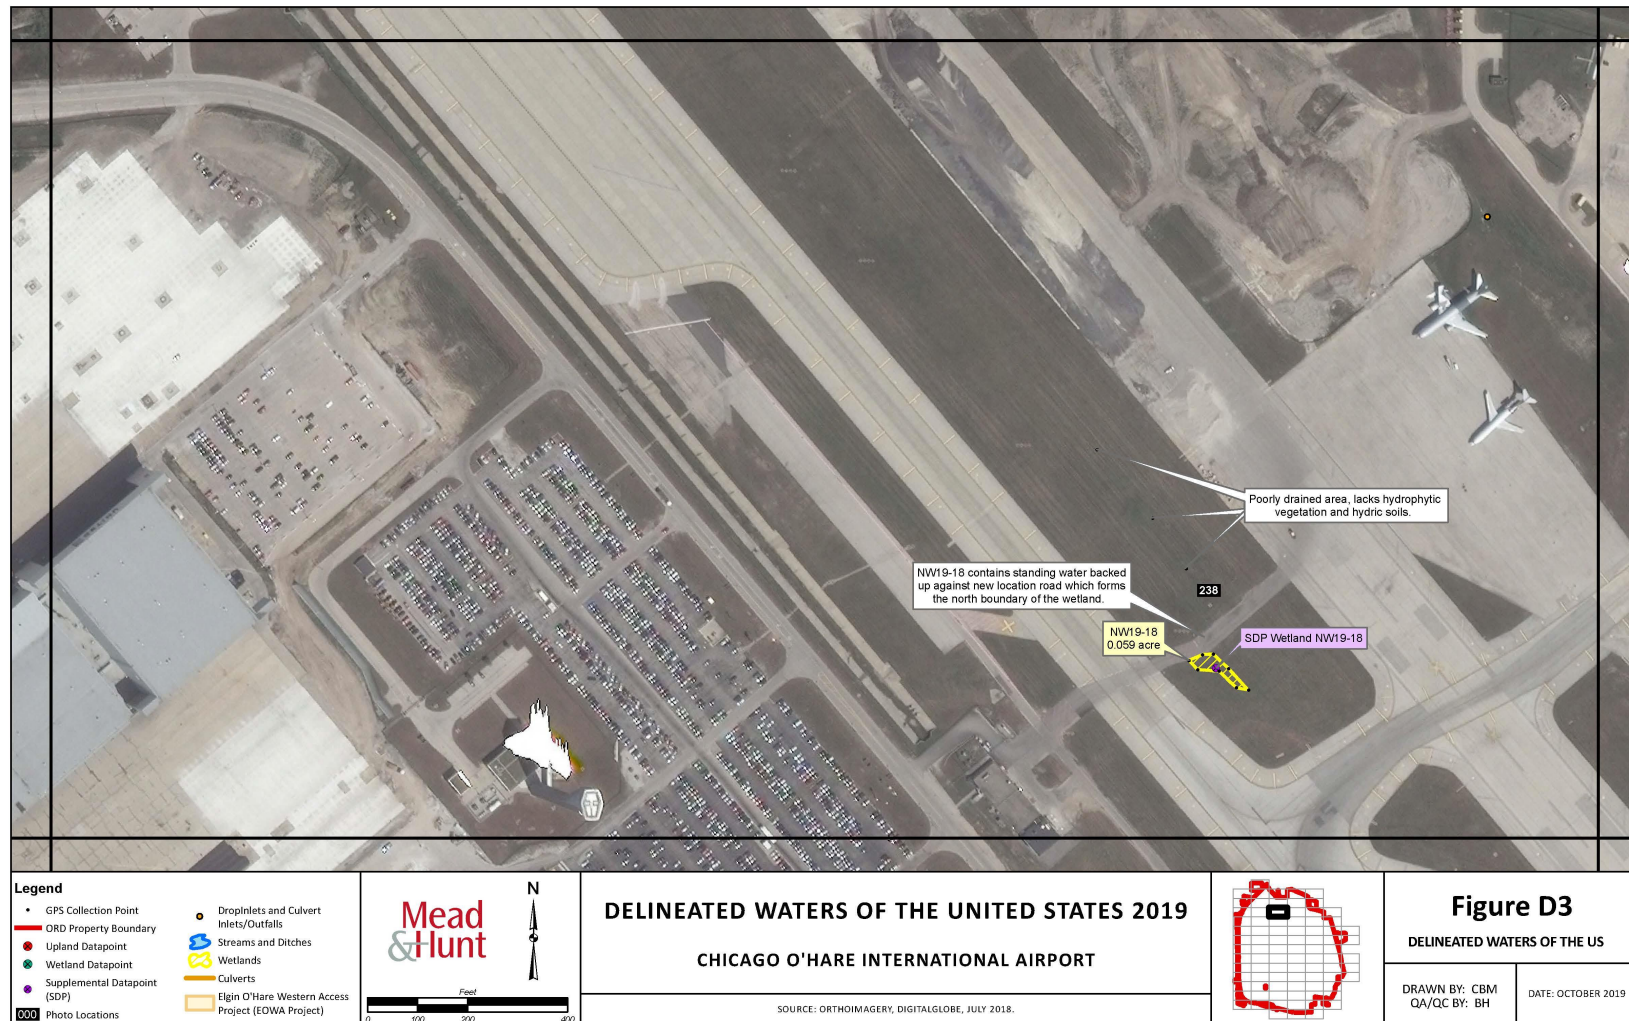 Poorly drained area, lacks hydrophytic
vegetation and hydric soils.
NW19-18 contains standing water backed
up against new location road which forms
the north boundary of the wetland.
238
NW19-18
0.059 acre
SDP Wetland NW19-18
Legend
GPS Collection Point
ORD Property Boundary
Upland Datapoint
Wetland Datapoint
Supplemental Datapoint
(SDP)
000 Photo Locations
DropInlets and Culvert
Inlets/Outfalls
Streams and Ditches
Wetlands
Culverts
Elgin O'Hare Western Access
Project (EOWA Project)
Mead
&Hunt
N
Feet
0 100 200 400
DELINEATED WATERS OF THE UNITED STATES 2019
CHICAGO O'HARE INTERNATIONAL AIRPORT
SOURCE: ORTHOIMAGERY, DIGITALGLOBE, JULY 2018.
Figure D3
DELINEATED WATERS OF THE US
DRAWN BY: CBM
QA/QC BY: BH
DATE: OCTOBER 2019